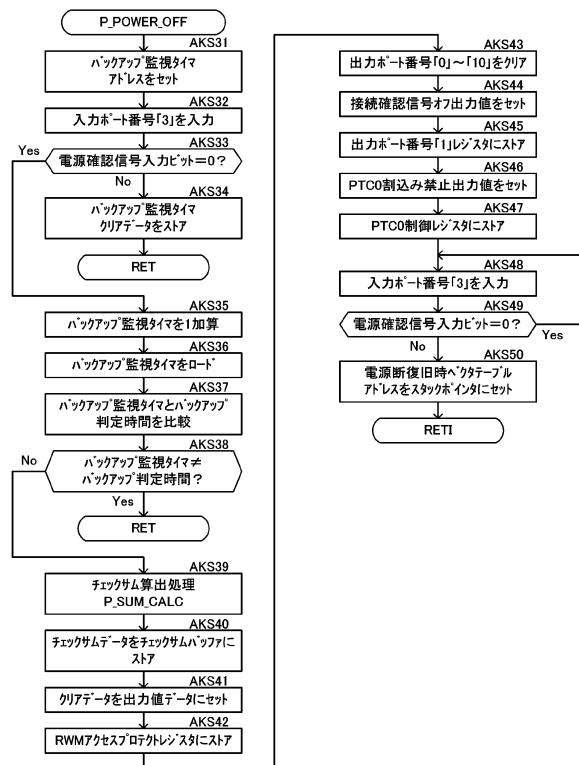 P_POWER_OFF
AKS31
バックアップ監視タイマ
アドレスをセット
AKS32
入力ポート番号「3」を入力
AKS33
電源確認信号入力ビット＝0？
Yes
No
AKS34
バックアップ監視タイマ
クリアデータをストア
RET
AKS35
バックアップ監視タイマを1加算
AKS36
バックアップ監視タイマをロード
AKS37
バックアップ監視タイマとバックアップ
判定時間を比較
AKS38
バックアップ監視タイマ≠
バックアップ判定時間？
No
Yes
RET
AKS39
チェックサム算出処理
P_SUM_CALC
AKS40
チェックサムデータをチェックサムバッファに
ストア
AKS41
クリアデータを出力値データにセット
AKS42
RWMアクセスプロテクトレジスタにストア
AKS43
出力ポート番号「0」～「10」をクリア
AKS44
接続確認信号オフ出力値をセット
AKS45
出力ポート番号「1」レジスタにストア
AKS46
PTC0割込み禁止出力値をセット
AKS47
PTC0制御レジスタにストア
AKS48
入力ポート番号「3」を入力
AKS49
電源確認信号入力ビット＝0？
Yes
No
AKS50
電源断復旧時ベクタテーブル
アドレスをスタックポインタにセット
RETI